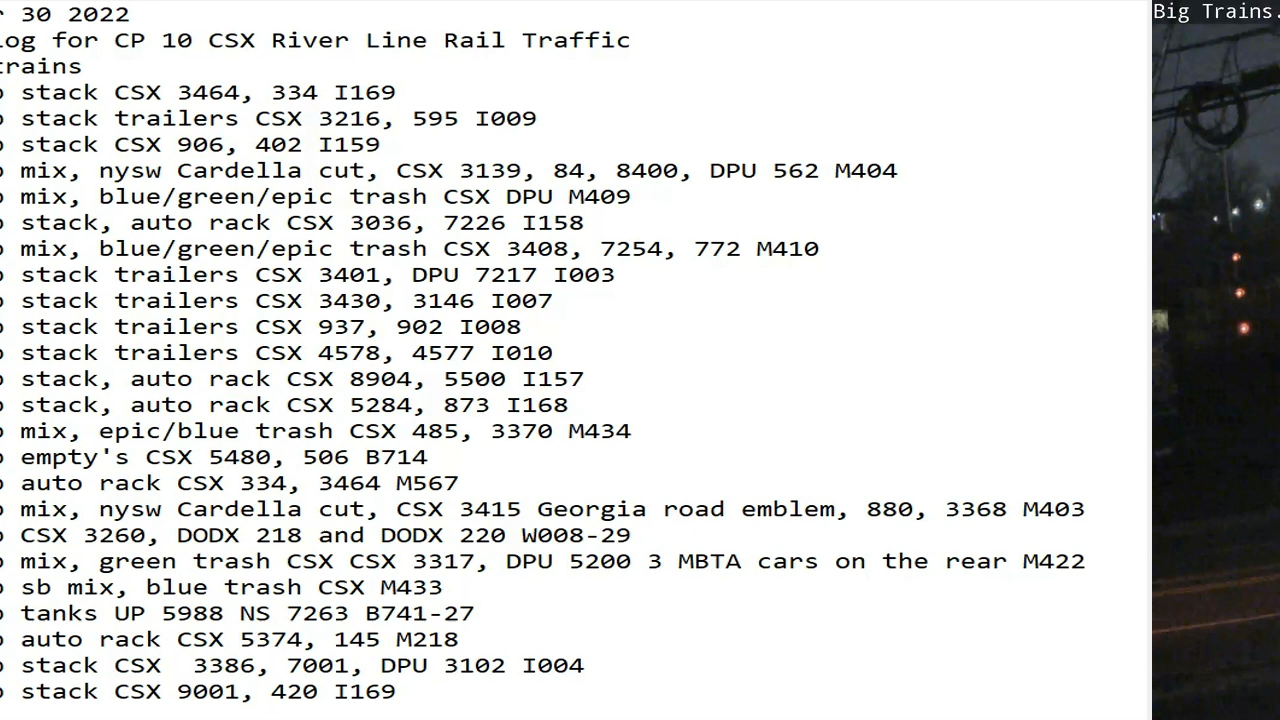 30 2022
og for CP 10 CSX River Line Rail Traffic
trains
stack CSX 3464, 334 I169
stack trailers CSX 3216, 595 I009
stack CSX 906, 402 I159
mix, nysw Cardella cut, CSX 3139, 84, 8400, DPU 562 M404
mix, blue/green/epic trash CSX DPU M409
stack, auto rack CSX 3036, 7226 I158
mix, blue/green/epic trash CSX 3408, 7254, 772 M410
stack trailers CSX 3401, DPU 7217 I003
stack trailers CSX 3430, 3146 I007
stack trailers CSX 937, 902 I008
stack trailers CSX 4578, 4577 I010
stack, auto rack CSX 8904, 5500 I157
stack, auto rack CSX 5284, 873 I168
mix, epic/blue trash CSX 485, 3370 M434
empty's CSX 5480, 506 B714
auto rack CSX 334, 3464 M567
mix, nysw Cardella cut, CSX 3415 Georgia road emblem, 880, 3368 M403
CSX 3260, DODX 218 and DODX 220 W008-29
mix, green trash CSX CSX 3317, DPU 5200 3 MBTA cars on the rear M422
sb mix, blue trash CSX M433
tanks UP 5988 NS 7263 B741-27
auto rack CSX 5374, 145 M218
stack CSX  3386, 7001, DPU 3102 I004
stack CSX 9001, 420 I169
Big Trains.